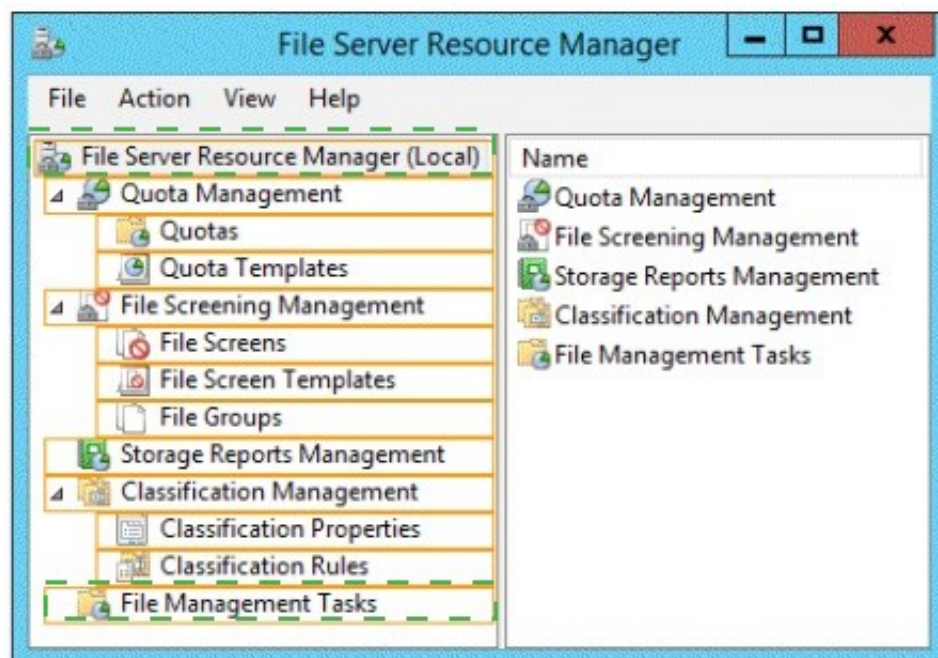 File Server Resource Manager
File Action View Help
File Server Resource Manager (Local)
Quota Management
Quotas
Quota Templates
File Screening Management
File Screens
File Screen Templates
File Groups
Storage Reports Management
Classification Management
Classification Properties
Classification Rules
File Management Tasks
Name
Quota Management
File Screening Management
Storage Reports Management
Classification Management
File Management Tasks